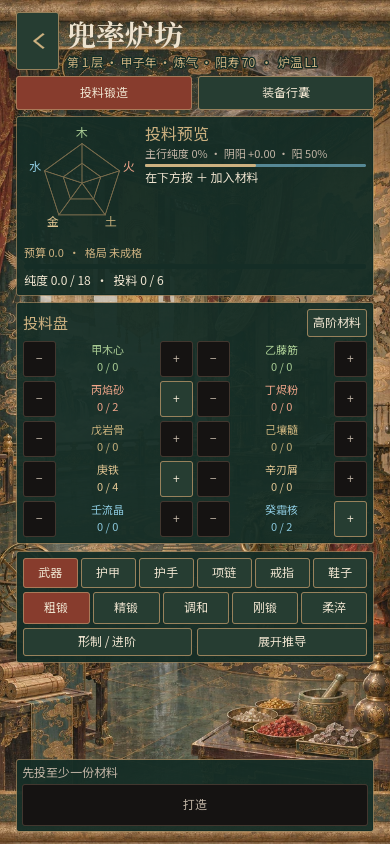 兜率炉坊
第1层 · 甲子年 · 炼气 · 阳寿70 · 炉温L1
投料锻造
装备行囊
木
水
火
金
土
投料预览
主行纯度 0% · 阴阳+0.00 · 阳 50%
在下方按 ＋ 加入材料
预算 0.0 · 格局 未成格
纯度 0.0 / 18 · 投料 0 / 6
投料盘
高阶材料
－ 甲木心 ＋ － 乙藤筋 ＋
0 / 0 0 / 0
－ 丙焰砂 ＋ － 丁烬粉 ＋
0 / 2 0 / 0
－ 戊岩骨 ＋ － 己壤髓 ＋
0 / 0 0 / 0
－ 庚铁 ＋ － 辛刃屑 ＋
0 / 4 0 / 0
－ 壬流晶 ＋ － 癸霜核 ＋
0 / 0 0 / 2
武器 护甲 护手 项链 戒指 鞋子
粗锻 精锻 调和 刚锻 柔淬
形制 / 进阶 展开推导
先投至少一份材料
打造